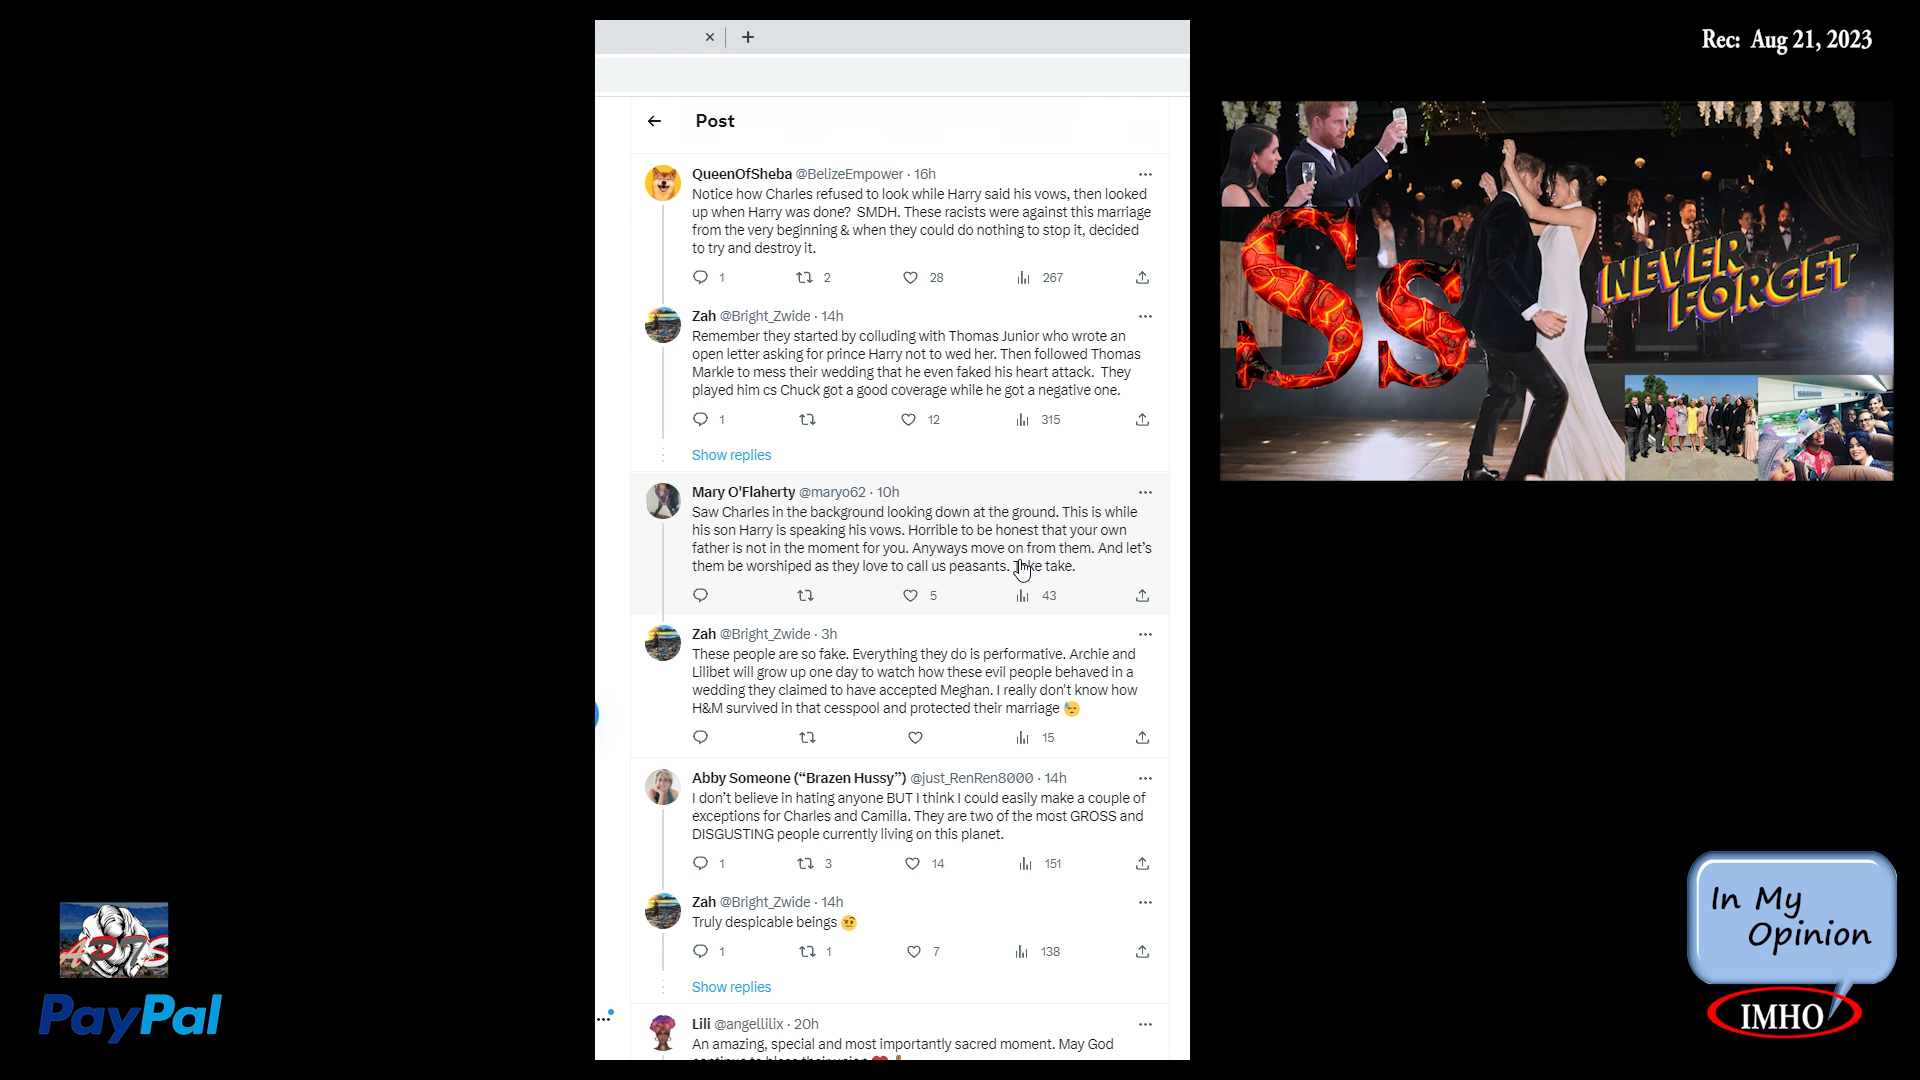 Rec: Aug 21, 2023
Post
QueenOfSheba @BelizeEmpower · 16h
Notice how Charles refused to look while Harry said his vows, then looked
up when Harry was done? SMDH. These racists were against this marriage
from the very beginning & when they could do nothing to stop it, decided
to try and destroy it.
1 2 28 267
Zah @Bright_Zwide · 14h
Remember they started by colluding with Thomas Junior who wrote an
open letter asking for prince Harry not to wed her. Then followed Thomas
Markle to mess their wedding that he even faked his heart attack. They
played him cs Chuck got a good coverage while he got a negative one.
1 12 315
Show replies
Mary O'Flaherty @maryo62 · 10h
Saw Charles in the background looking down at the ground. This is while
his son Harry is speaking his vows. Horrible to be honest that your own
father is not in the moment for you. Anyways move on from them. And let's
them be worshiped as they love to call us peasants. take.
5 43
Zah @Bright_Zwide · 3h
These people are so fake. Everything they do is performative. Archie and
Lilibet will grow up one day to watch how these evil people behaved in a
wedding they claimed to have accepted Meghan. I really don't know how
H&M survived in that cesspool and protected their marriage 😓
15
Abby Someone (“Brazen Hussy”) @just_RenRen8000 · 14h
I don't believe in hating anyone BUT I think I could easily make a couple of
exceptions for Charles and Camilla. They are two of the most GROSS and
DISGUSTING people currently living on this planet.
1 3 14 151
Zah @Bright_Zwide · 14h
Truly despicable beings 🤨
1 1 7 138
Show replies
Lili @angellilix · 20h
An amazing, special and most importantly sacred moment. May God
Ss
NEVER
FORGET
PayPal
In My
Opinion
IMHO